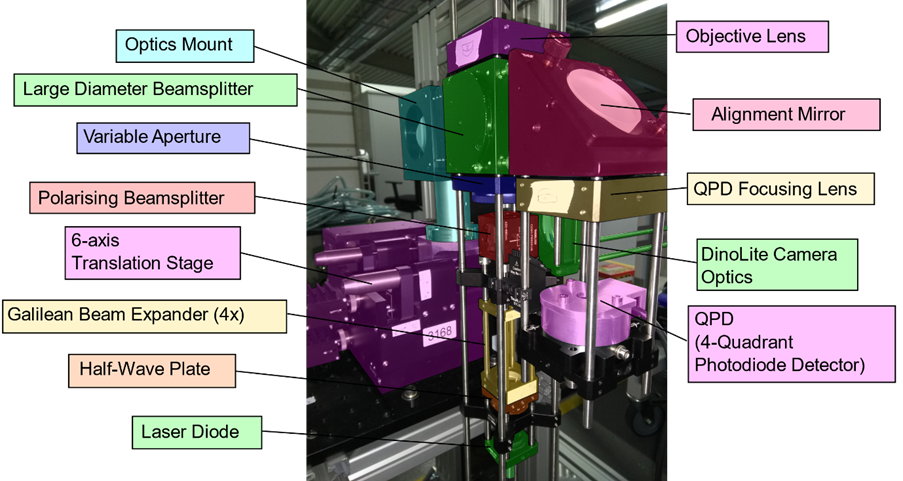 Optics Mount
Large Diameter Beamsplitter
Variable Aperture
Polarising Beamsplitter
6-axis
Translation Stage
Galilean Beam Expander (4x)
Half-Wave Plate
Laser Diode
Objective Lens
Alignment Mirror
QPD Focusing Lens
DinoLite Camera
Optics
QPD
(4-Quadrant
Photodiode Detector)
3168